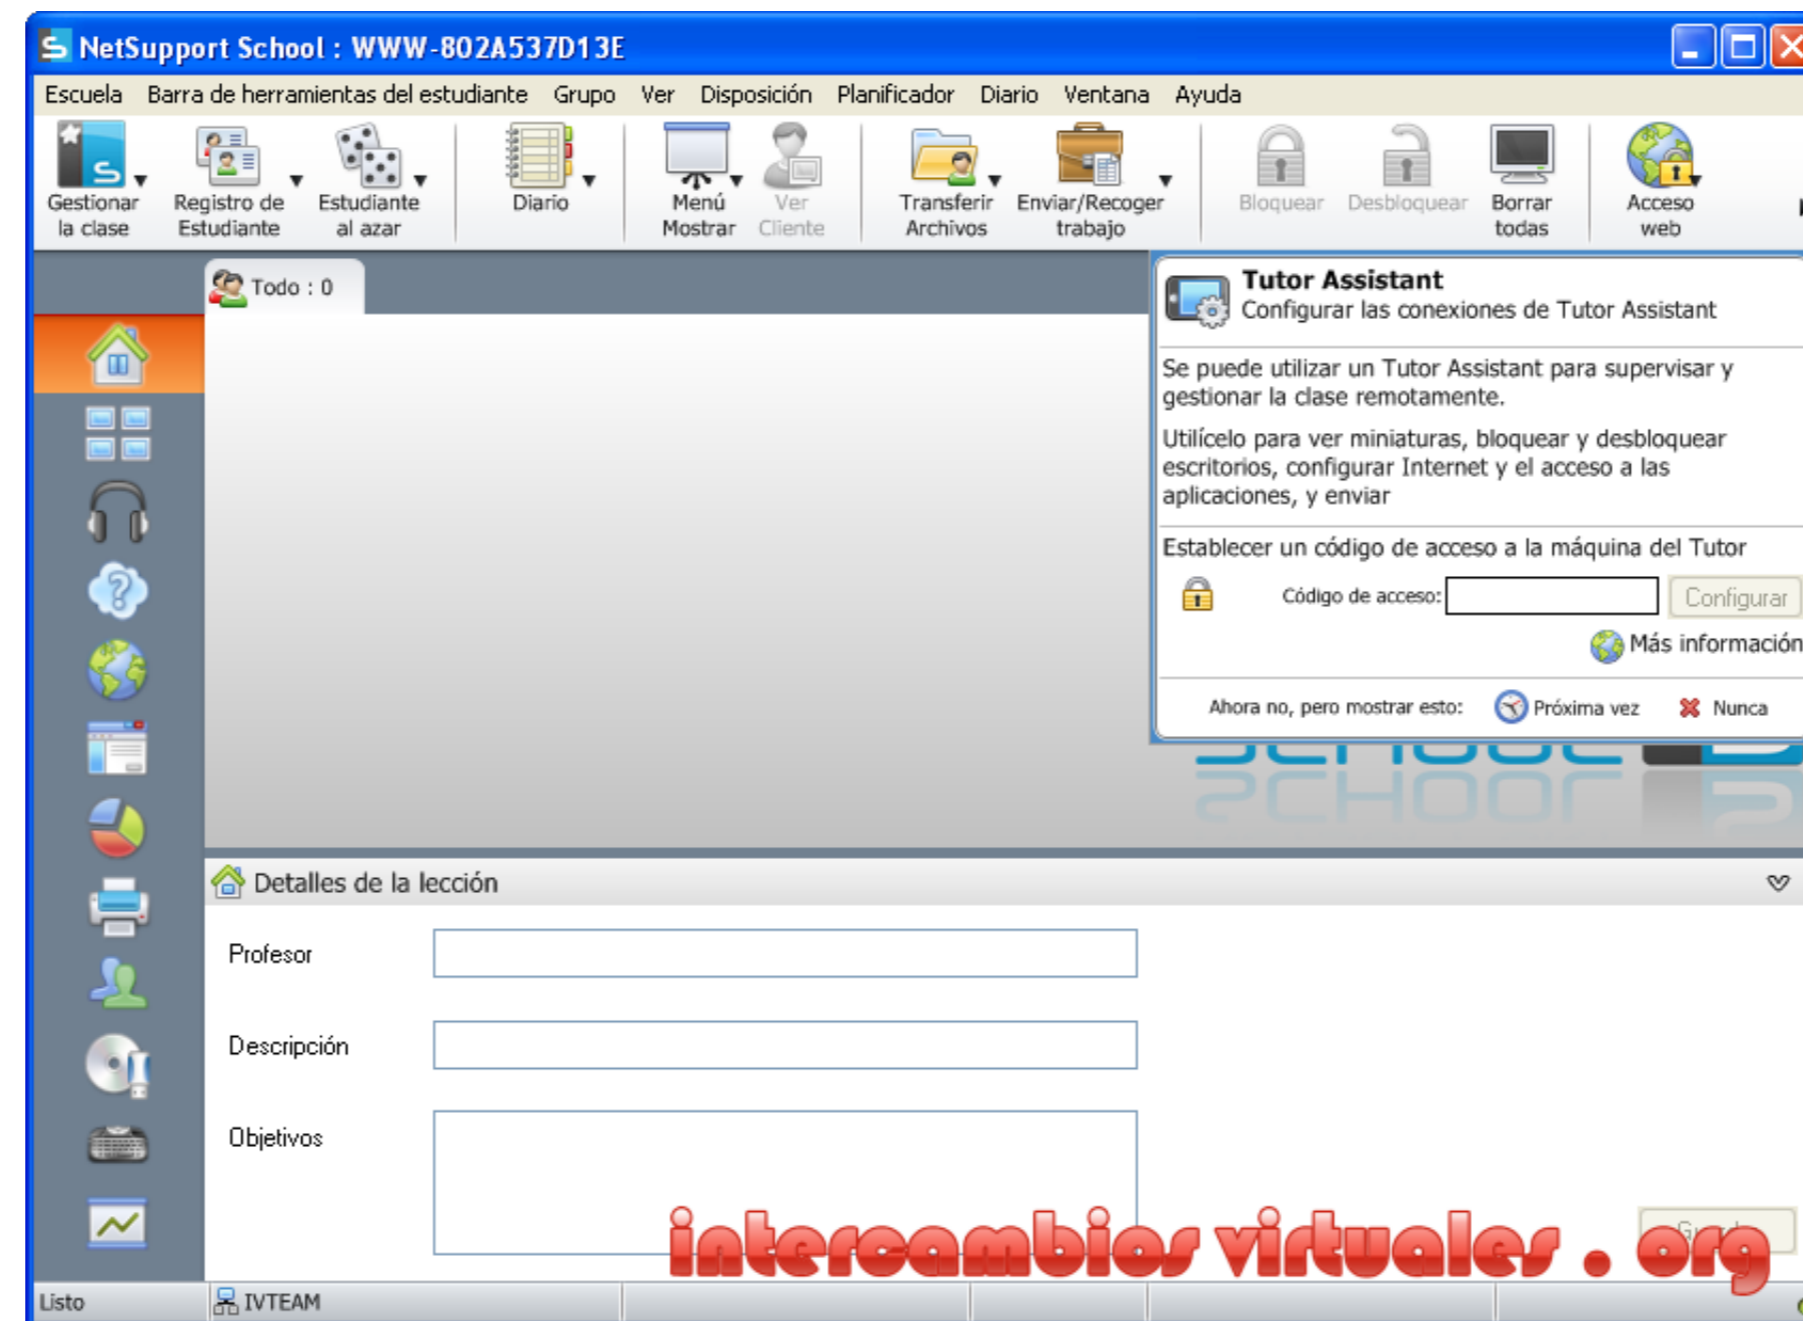 NetSupport School : WWW-802A537D13E
Escuela Barra de herramientas del estudiante Grupo Ver Disposición Planificador Diario Ventana Ayuda
Gestionar la clase
Registro de Estudiante
Estudiante al azar
Diario
Menú Mostrar
Ver Cliente
Transferir Archivos
Enviar/Recoger trabajo
Bloquear
Desbloquear
Borrar todas
Acceso web
Todo : 0
Tutor Assistant
Configurar las conexiones de Tutor Assistant
Se puede utilizar un Tutor Assistant para supervisar y
gestionar la clase remotamente.
Utilícelo para ver miniaturas, bloquear y desbloquear
escritorios, configurar Internet y el acceso a las
aplicaciones, y enviar
Establecer un código de acceso a la máquina del Tutor
Código de acceso: Configurar
Más información
Ahora no, pero mostrar esto: Próxima vez Nunca
SCHOOL
Detalles de la lección
Profesor
Descripción
Objetivos
intercambios virtuales . org
Listo IVTEAM